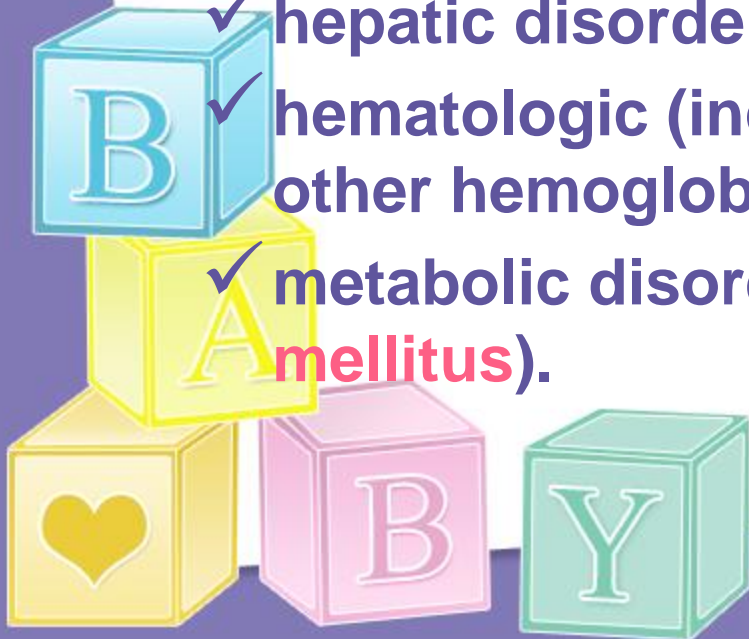 ✓ hepatic
✓ hematologic
other
✓ metabolic
mellitus).
B
A
B
Y